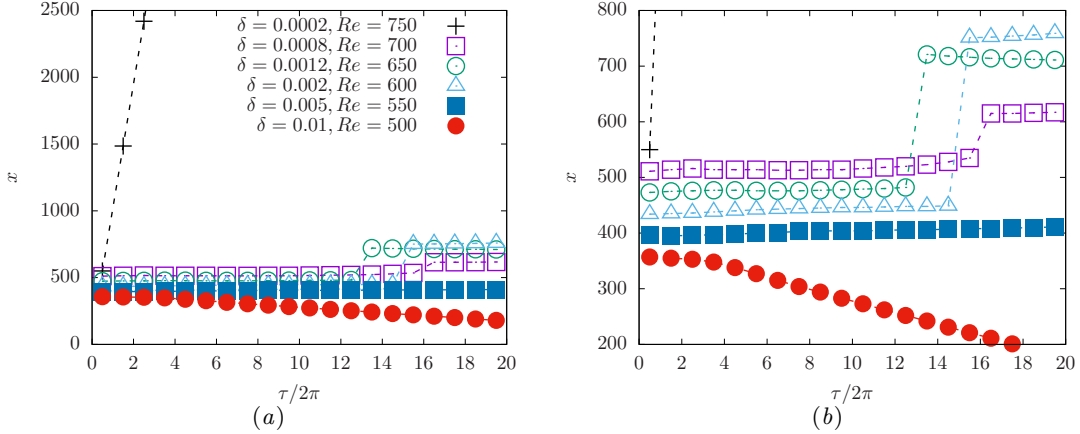 δ = 0.0002, Re = 750
δ = 0.0008, Re = 700
δ = 0.0012, Re = 650
δ = 0.002, Re = 600
δ = 0.005, Re = 550
δ = 0.01, Re = 500
2500
2000
1500
1000
500
0
x
0 2 4 6 8 10 12 14 16 18 20
τ/2π
(a)
800
700
600
500
400
300
200
x
0 2 4 6 8 10 12 14 16 18 20
τ/2π
(b)